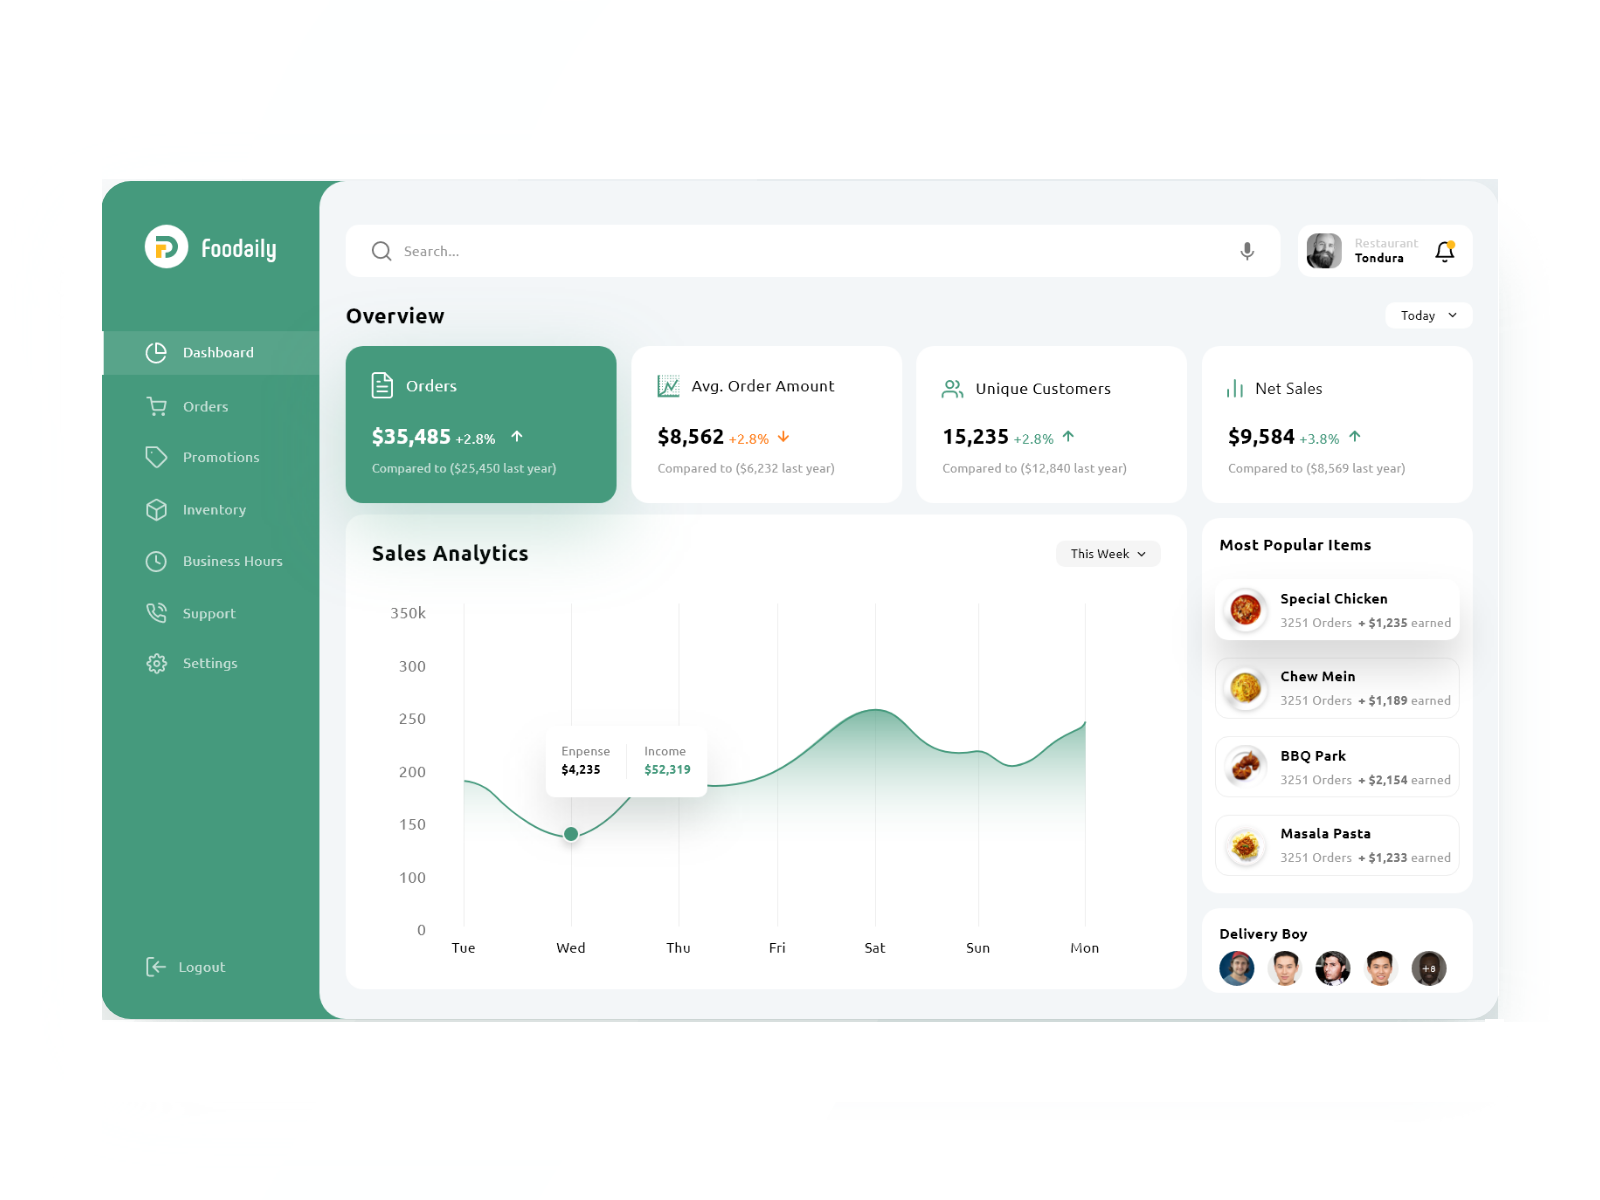 Foodaily
Dashboard
Orders
Promotions
Inventory
Business Hours
Support
Settings
Logout
Search...
Restaurant
Tondura
Overview
Today
Orders
$35,485 +2.8%
Compared to ($25,450 last year)
Avg. Order Amount
$8,562 +2.8%
Compared to ($6,232 last year)
Unique Customers
15,235 +2.8%
Compared to ($12,840 last year)
Net Sales
$9,584 +3.8%
Compared to ($8,569 last year)
Sales Analytics
This Week
350k
300
250
200
150
100
0
Enpense Income
$4,235 $52,319
Tue Wed Thu Fri Sat Sun Mon
Most Popular Items
Special Chicken
3251 Orders + $1,235 earned
Chew Mein
3251 Orders + $1,189 earned
BBQ Park
3251 Orders + $2,154 earned
Masala Pasta
3251 Orders + $1,233 earned
Delivery Boy
+8